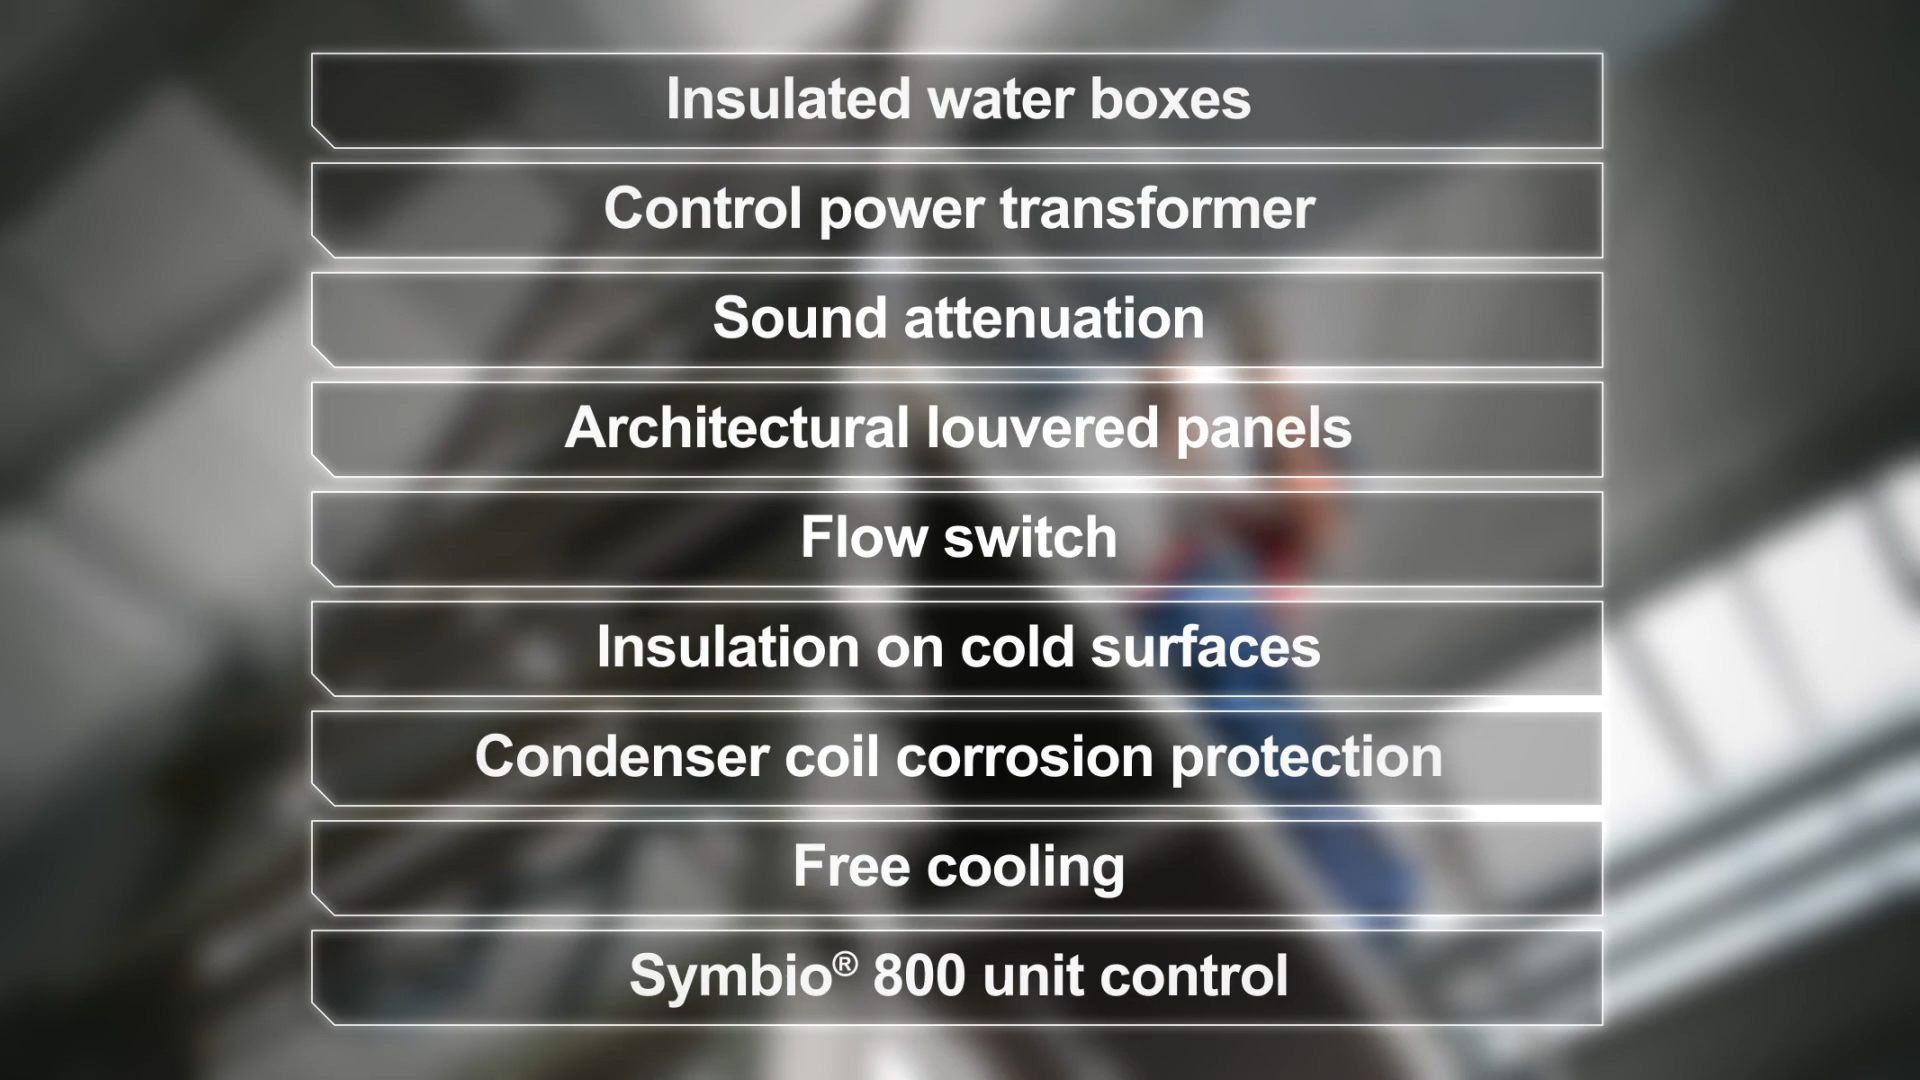 Insulated water boxes
Control power transformer
Sound attenuation
Architectural louvered panels
Flow switch
Insulation on cold surfaces
Condenser coil corrosion protection
Free cooling
Symbio® 800 unit control